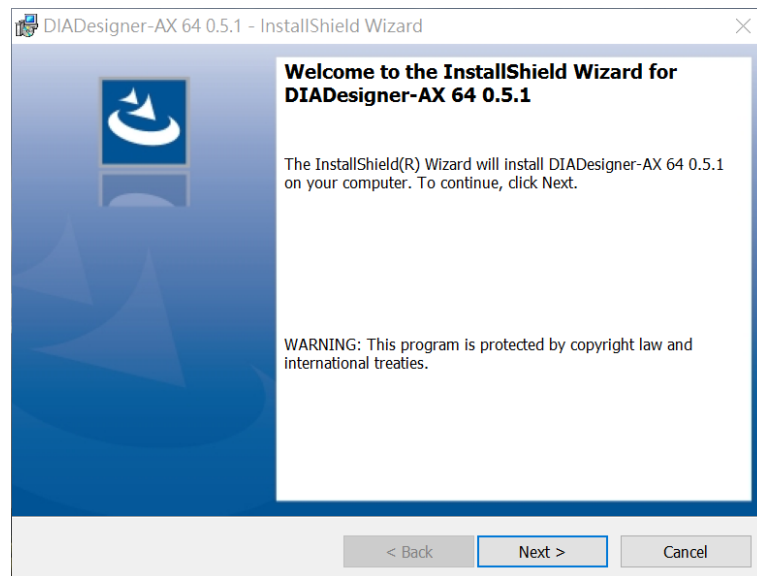 DIADesigner-AX 64 0.5.1 - InstallShield Wizard
Welcome to the InstallShield Wizard for
DIADesigner-AX 64 0.5.1
The InstallShield(R) Wizard will install DIADesigner-AX 64 0.5.1
on your computer. To continue, click Next.
WARNING: This program is protected by copyright law and
international treaties.
< Back Next > Cancel